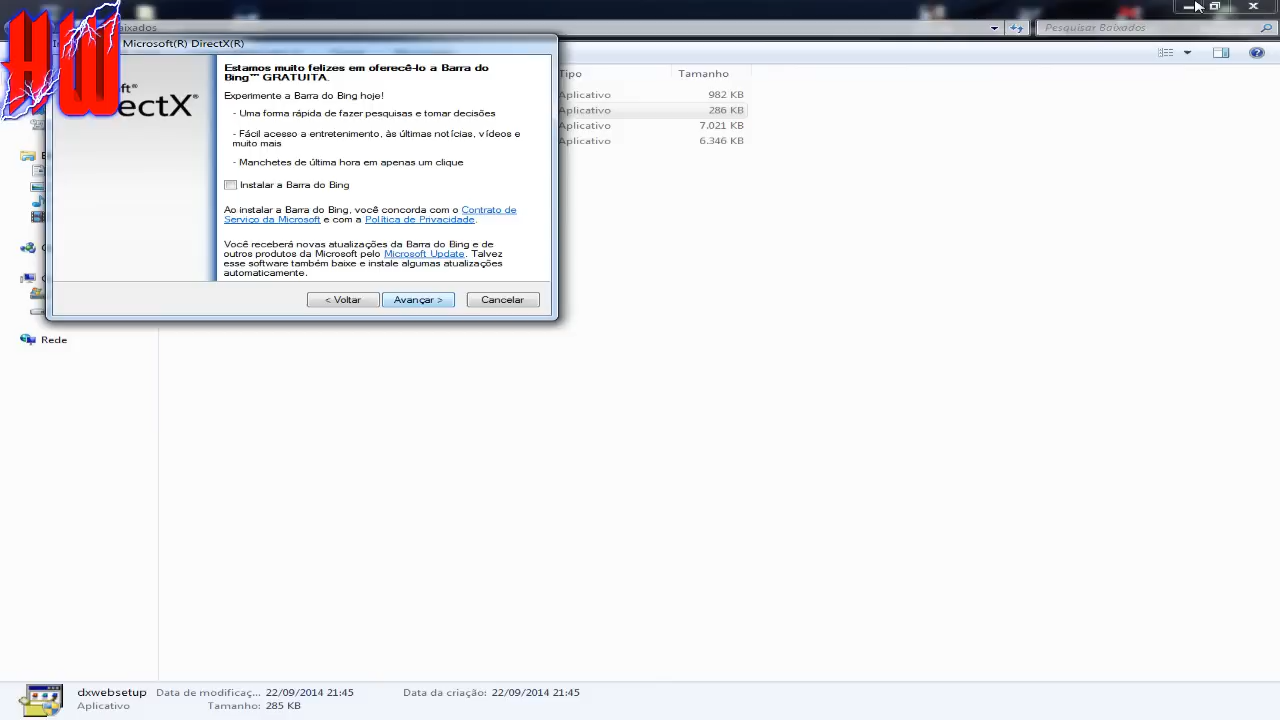 HW
aixados
Pesquisar Baixados
Microsoft(R) DirectX(R)
Tipo
Tamanho
Estamos muito felizes em oferecê-lo a Barra do
Bing™ GRATUITA.
Aplicativo 982 KB
Experimente a Barra do Bing hoje!
oft®
ectX®
Aplicativo 286 KB
- Uma forma rápida de fazer pesquisas e tomar decisões
Aplicativo 7.021 KB
- Fácil acesso a entretenimento, às últimas notícias, vídeos e
muito mais
Aplicativo 6.346 KB
- Manchetes de última hora em apenas um clique
Instalar a Barra do Bing
Ao instalar a Barra do Bing, você concorda com o Contrato de
Serviço da Microsoft e com a Política de Privacidade.
Você receberá novas atualizações da Barra do Bing e de
outros produtos da Microsoft pelo Microsoft Update. Talvez
esse software também baixe e instale algumas atualizações
automaticamente.
< Voltar
Avançar >
Cancelar
Rede
dxwebsetup Data de modificaç... 22/09/2014 21:45 Data da criação: 22/09/2014 21:45
Aplicativo Tamanho: 285 KB